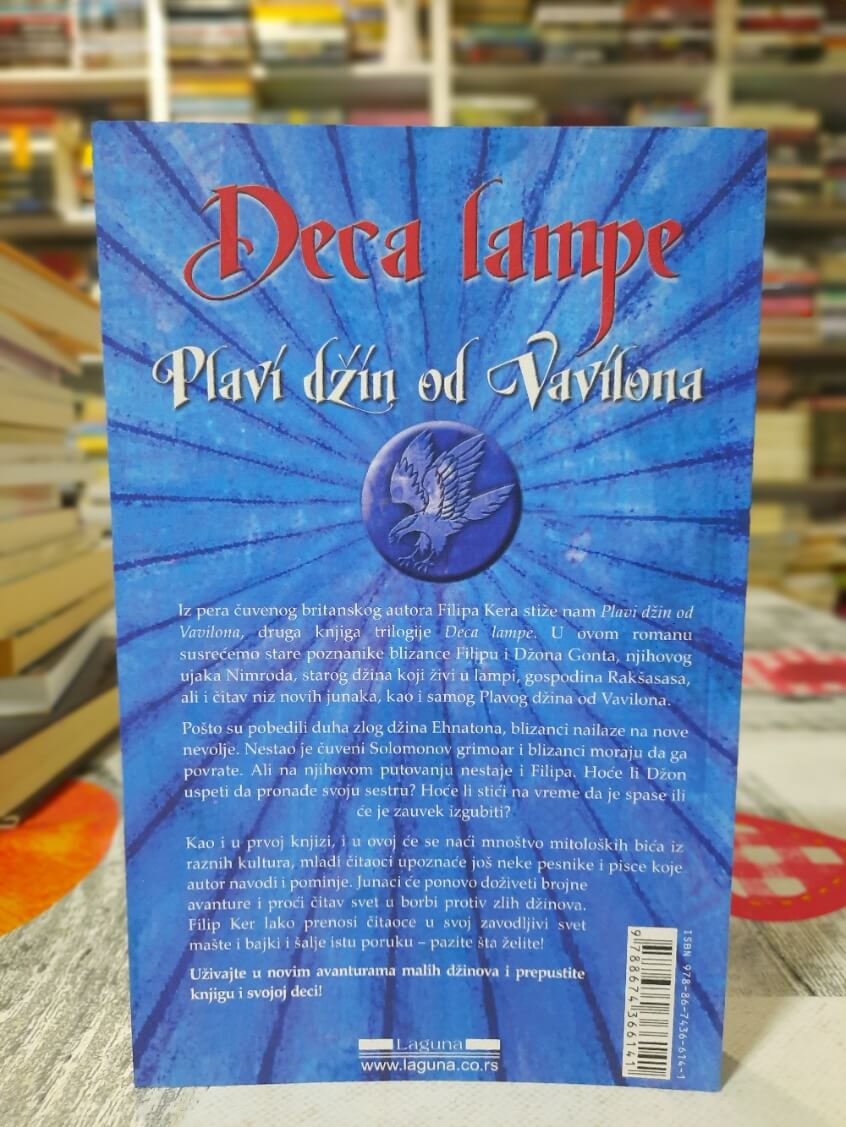 Deca lampe
Plavi džin od Vavilona
Iz pera čuvenog britanskog autora Filipa Kera stiže nam Plavi džin od
Vavilona, druga knjiga trilogije Deca lampe. U ovom romanu
susrećemo stare poznanike blizance Filipu i Džona Gonta, njihovog
ujaka Nimroda, starog džina koji živi u lampi, gospodina Rakšasasa,
ali i čitav niz novih junaka, kao i samog Plavog džina od Vavilona.
Pošto su pobedili duha zlog džina Ehnatona, blizanci nailaze na nove
nevolje. Nestao je čuveni Solomonov grimoar i blizanci moraju da ga
povrate. Ali na njihovom putovanju nestaje i Filipa. Hoće li Džon
uspeti da pronađe svoju sestru? Hoće li stići na vreme da je spase ili
će je zauvek izgubiti?
Kao i u prvoj knjizi, i u ovoj će se naći mnoštvo mitoloških bića iz
raznih kultura, mladi čitaoci upoznaće još neke pesnike i pisce koje
autor navodi i pominje. Junaci će ponovo doživeti brojne
avanture i proći čitav svet u borbi protiv zlih džinova.
Filip Ker lako prenosi čitaoce u svoj zavodljivi svet
mašte i bajki i šalje istu poruku – pazite šta želite!
Uživajte u novim avanturama malih džinova i prepustite
knjigu i svojoj deci!
Laguna
www.laguna.co.rs
ISBN 978-86-7436-614-1
9788674366141